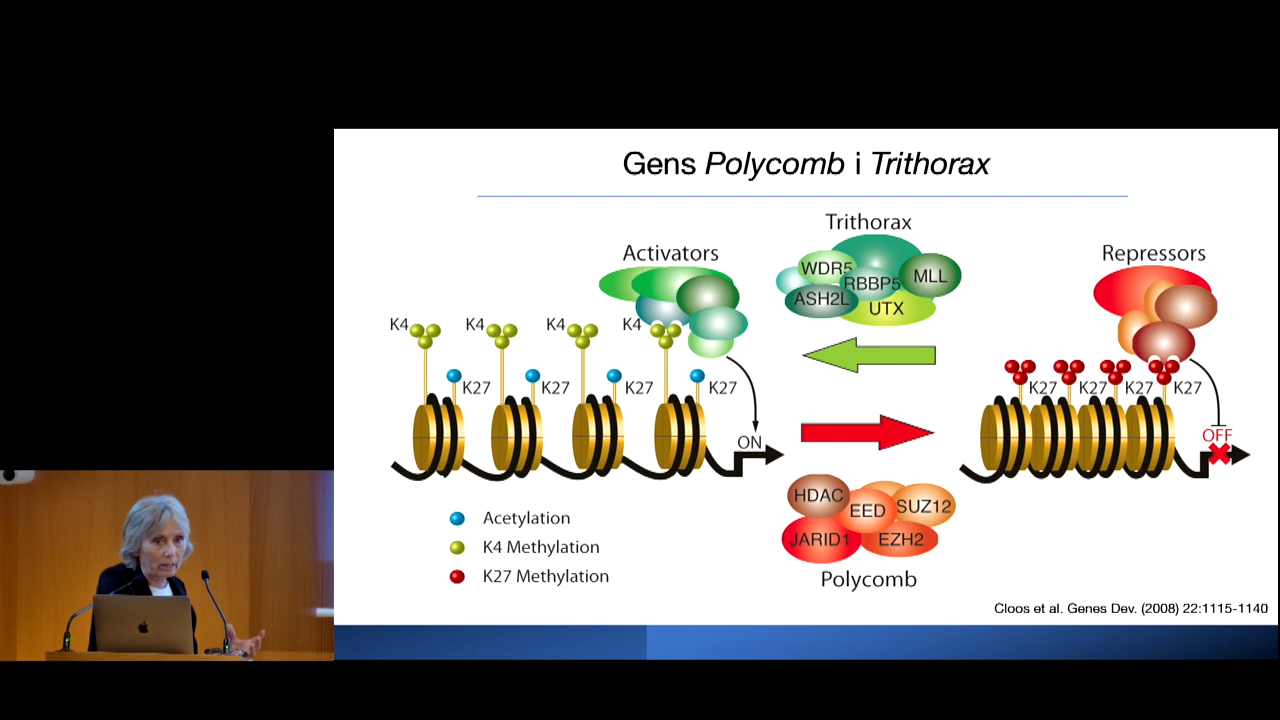 Gens Polycomb i Trithorax
Trithorax
Activators
Repressors
WDR5
RBBP5
MLL
ASH2L
UTX
K4
K4
K4
K4
K27
K27
K27
K27
K27
K27
K27
K27
ON
OFF
HDAC
EED
SUZ12
JARID1
EZH2
Polycomb
Acetylation
K4 Methylation
K27 Methylation
Cloos et al. Genes Dev. (2008) 22:1115-1140